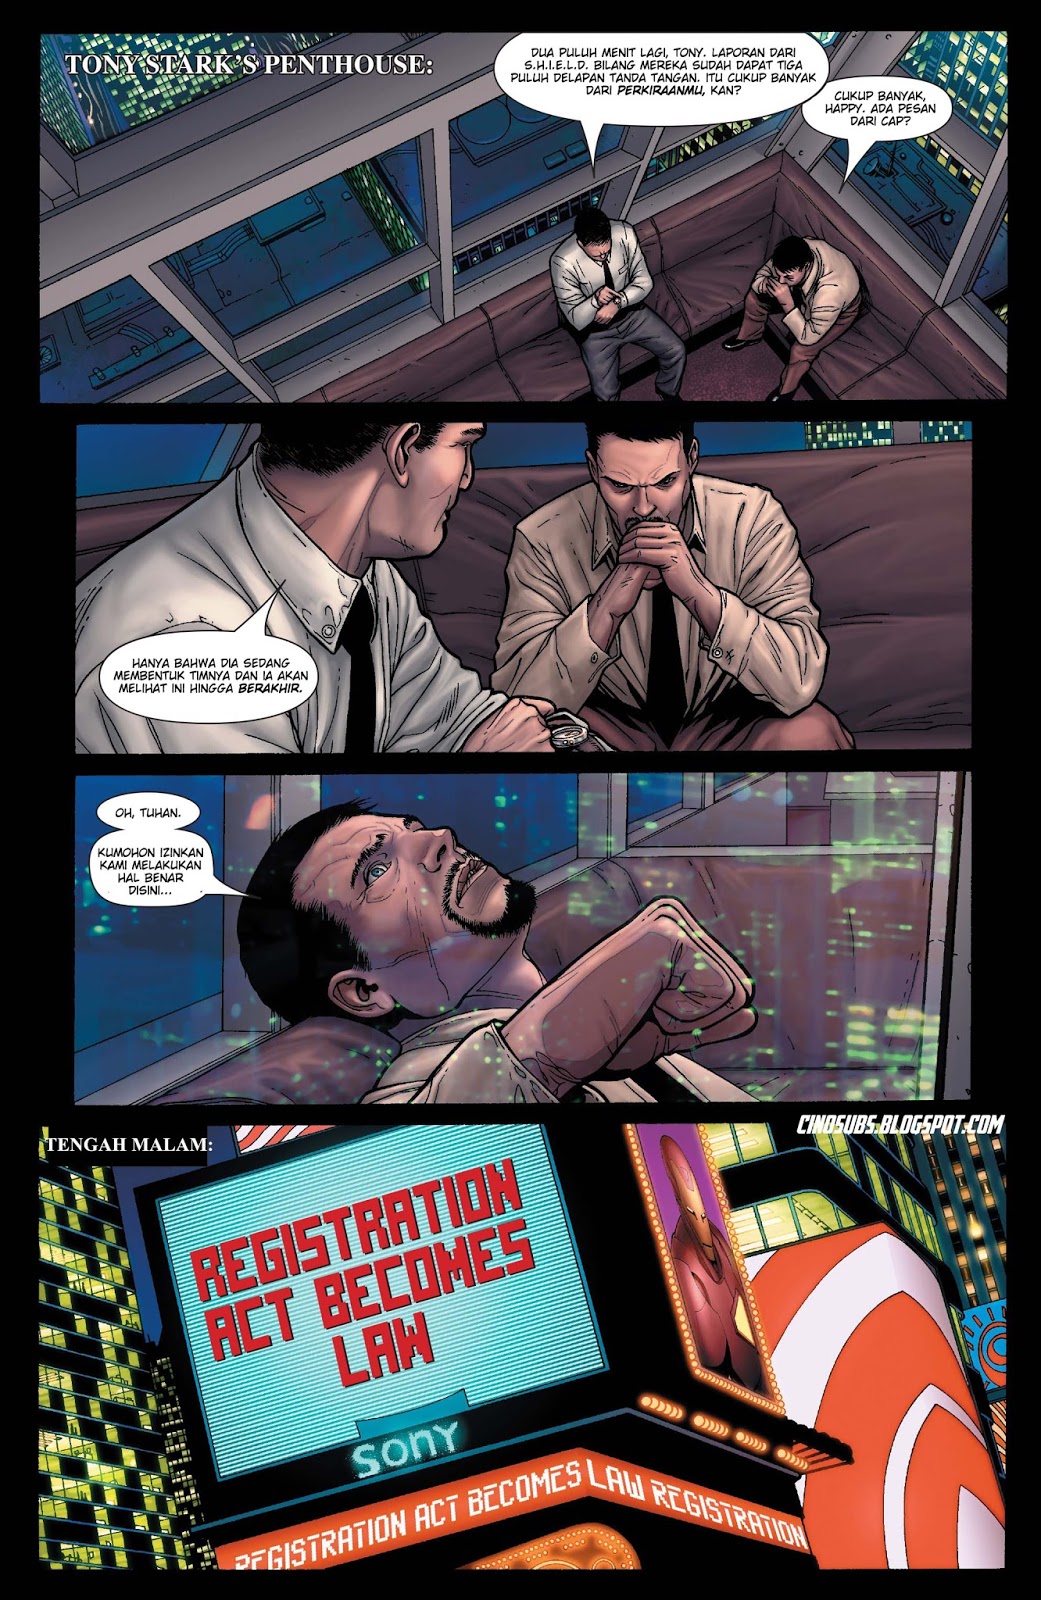 TONY STARK'S PENTHOUSE:
DUA PULUH MENIT LAGI, TONY. LAPORAN DARI
S.H.I.E.L.D. BILANG MEREKA SUDAH DAPAT TIGA
PULUH DELAPAN TANDA TANGAN. ITU CUKUP BANYAK
DARI PERKIRAANMU, KAN?
CUKUP BANYAK,
HAPPY. ADA PESAN
DARI CAP?
HANYA BAHWA DIA SEDANG
MEMBENTUK TIMNYA DAN IA AKAN
MELIHAT INI HINGGA BERAKHIR.
OH, TUHAN.
KUMOHON IZINKAN
KAMI MELAKUKAN
HAL BENAR
DISINI...
CINOSUBS.BLOGSPOT.COM
TENGAH MALAM:
REGISTRATION
ACT BECOMES
LAW
SONY
REGISTRATION ACT BECOMES LAW REGISTRATION